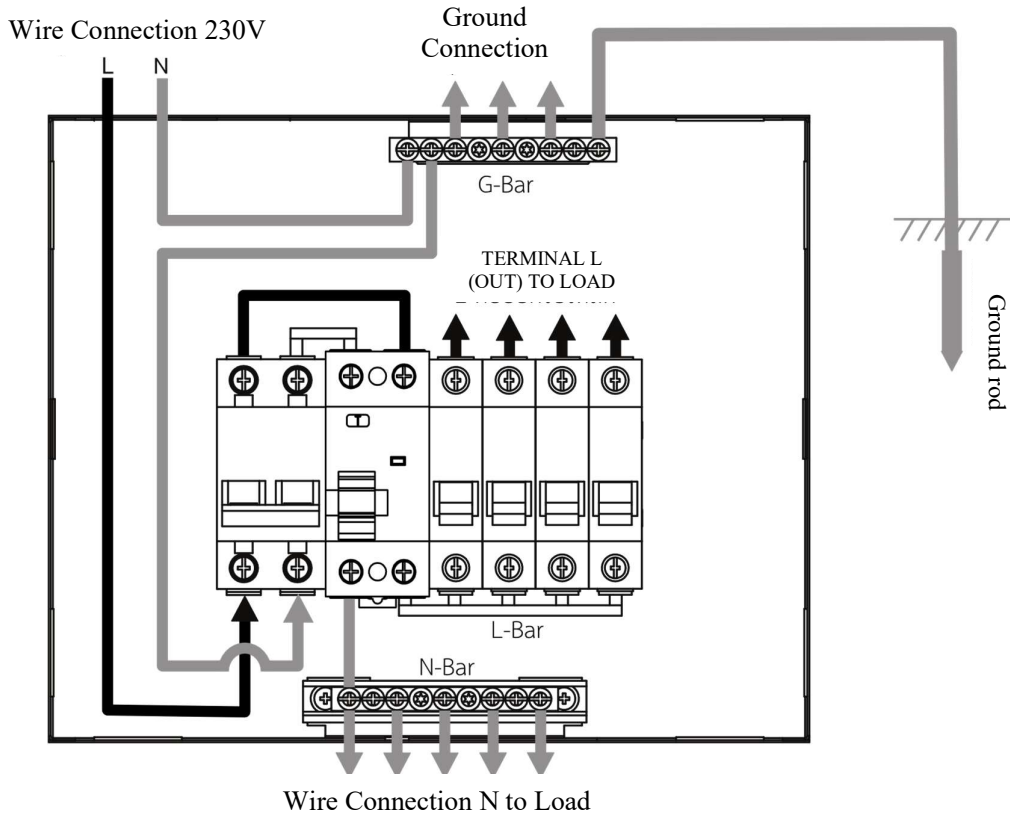 Wire Connection 230V
Ground
Connection
L
N
G-Bar
TERMINAL L
(OUT) TO LOAD
Ground rod
T
L-Bar
N-Bar
Wire Connection N to Load